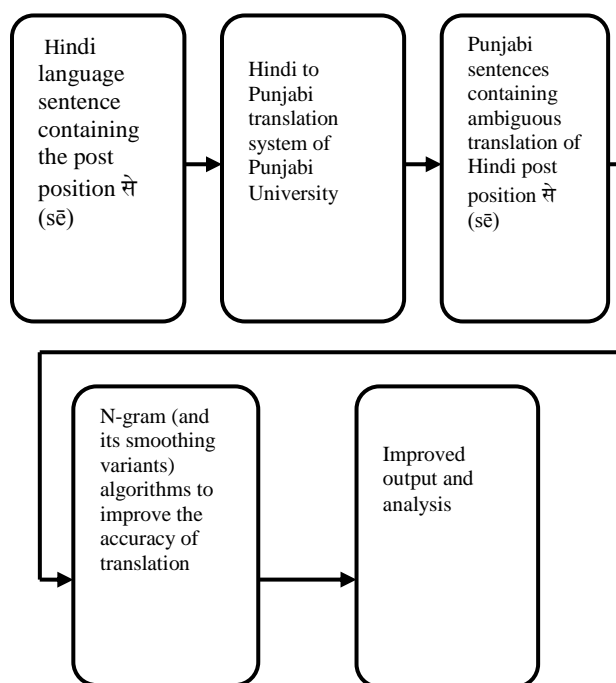 Hindi
language
sentence
containing
the post
position से
(sē)
Hindi to
Punjabi
translation
system of
Punjabi
University
Punjabi
sentences
containing
ambiguous
translation of
Hindi post
position से
(sē)
N-gram (and
its smoothing
variants)
algorithms to
improve the
accuracy of
translation
Improved
output and
analysis